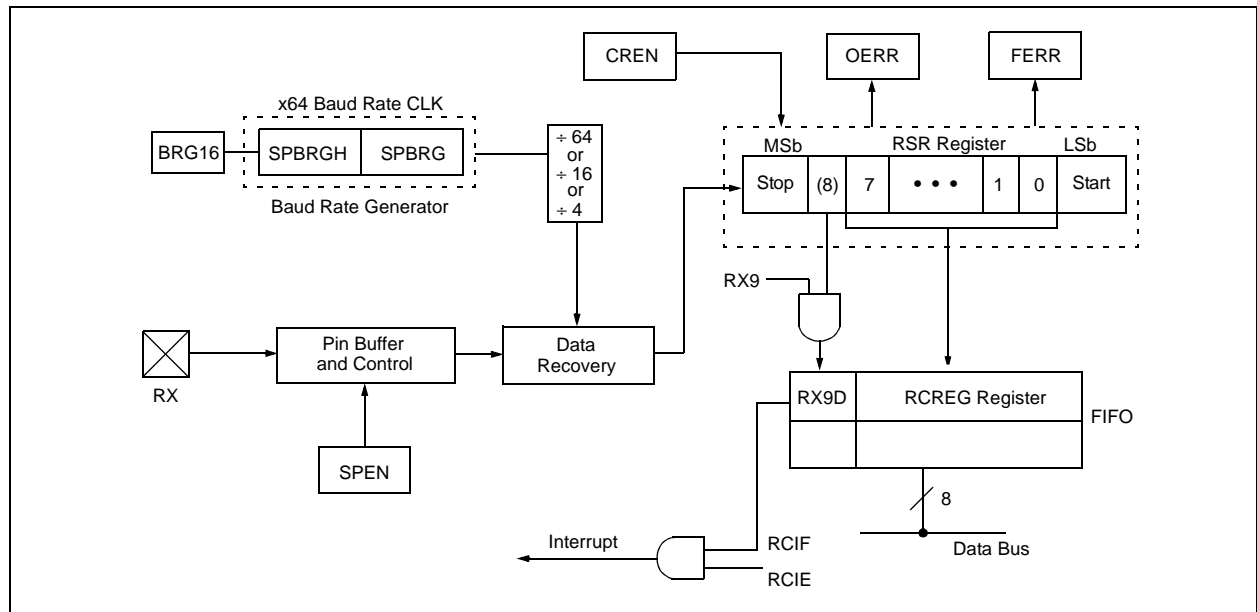 CREN
OERR
FERR
x64 Baud Rate CLK
BRG16
SPBRGH
SPBRG
Baud Rate Generator
÷ 64
or
÷ 16
or
÷ 4
MSb
RSR Register
LSb
Stop
(8)
7
• • •
1
0
Start
RX9
RX
Pin Buffer
and Control
Data
Recovery
SPEN
RX9D
RCREG Register
FIFO
8
Data Bus
Interrupt
RCIF
RCIE